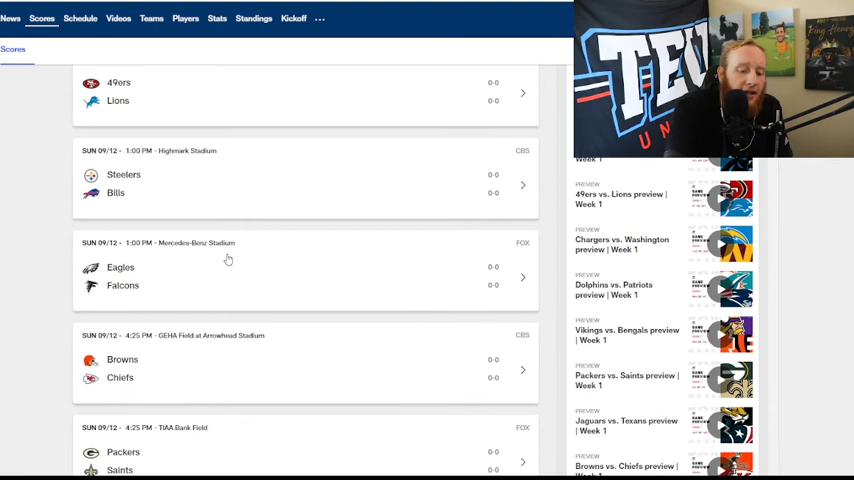 News Scores Schedule Videos Teams Players Stats Standings Kickoff ...
Scores
49ers 0-0
Lions 0-0
SUN 09/12 - 1:00 PM - Highmark Stadium CBS
Steelers 0-0
Bills 0-0
SUN 09/12 - 1:00 PM - Mercedes-Benz Stadium FOX
Eagles 0-0
Falcons 0-0
SUN 09/12 - 4:25 PM - GEHA Field at Arrowhead Stadium CBS
Browns 0-0
Chiefs 0-0
SUN 09/12 - 4:25 PM - TIAA Bank Field FOX
Packers 0-0
Saints 0-0
King Henry
Week 1
PREVIEW
49ers vs. Lions preview |
Week 1
PREVIEW
Chargers vs. Washington
preview | Week 1
PREVIEW
Dolphins vs. Patriots
preview | Week 1
PREVIEW
Vikings vs. Bengals preview
| Week 1
PREVIEW
Packers vs. Saints preview |
Week 1
PREVIEW
Jaguars vs. Texans preview
| Week 1
PREVIEW
Browns vs. Chiefs preview |
Week 1